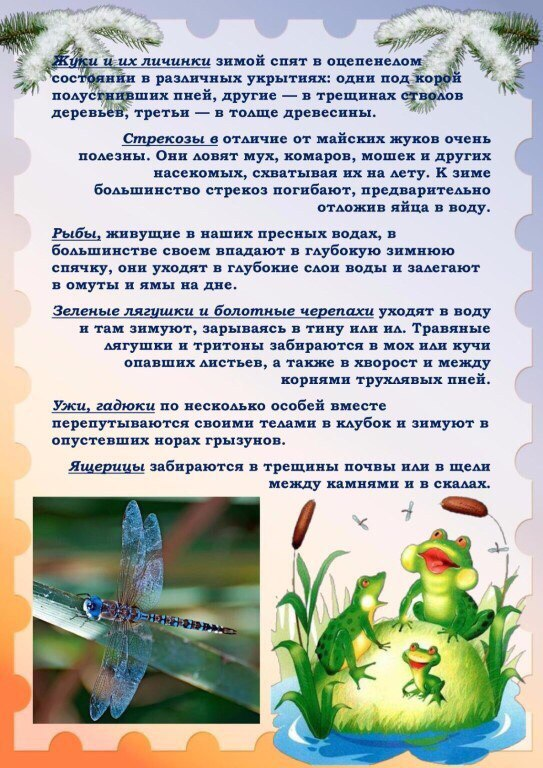 Жуки и их личинки зимой спят в оцепенелом
состоянии в различных укрытиях: одни под корой
полусгнивших пней, другие — в трещинах стволов
деревьев, третьи — в толще древесины.
Стрекозы в отличие от майских жуков очень
полезны. Они ловят мух, комаров, мошек и других
насекомых, схватывая их на лету. К зиме
большинство стрекоз погибают, предварительно
отложив яйца в воду.
Рыбы, живущие в наших пресных водах, в
большинстве своем впадают в глубокую зимнюю
спячку, они уходят в глубокие слои воды и залегают
в омуты и ямы на дне.
Зеленые лягушки и болотные черепахи уходят в воду
и там зимуют, зарываясь в тину или ил. Травяные
лягушки и тритоны забираются в мох или кучи
опавших листьев, а также в хворост и между
корнями трухлявых пней.
Ужи, гадюки по несколько особей вместе
перепутываются своими телами в клубок и зимуют в
опустевших норах грызунов.
Ящерицы забираются в трещины почвы или в щели
между камнями и в скалах.